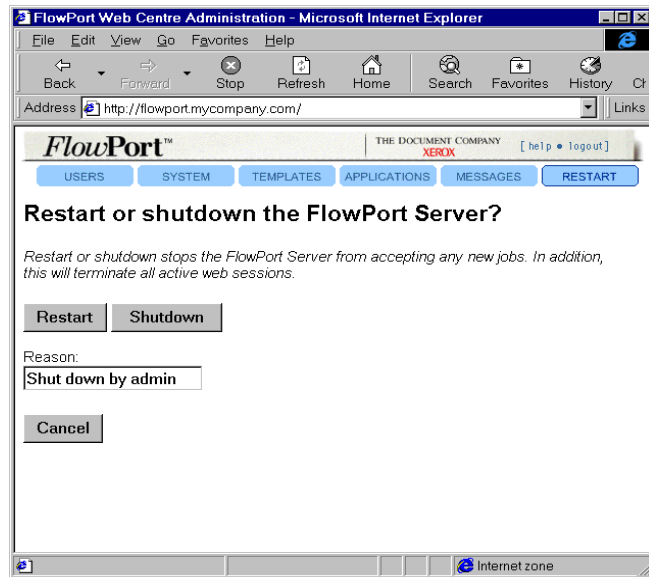 FlowPort Web Centre Administration - Microsoft Internet Explorer
File Edit View Go Favorites Help
Back Forward Stop Refresh Home Search Favorites History Ch
Address http://flowport.mycompany.com/ Links
FlowPort™ THE DOCUMENT COMPANY [help • logout]
XEROX
USERS SYSTEM TEMPLATES APPLICATIONS MESSAGES RESTART
Restart or shutdown the FlowPort Server?
Restart or shutdown stops the FlowPort Server from accepting any new jobs. In addition,
this will terminate all active web sessions.
Restart Shutdown
Reason:
Shut down by admin
Cancel
Internet zone